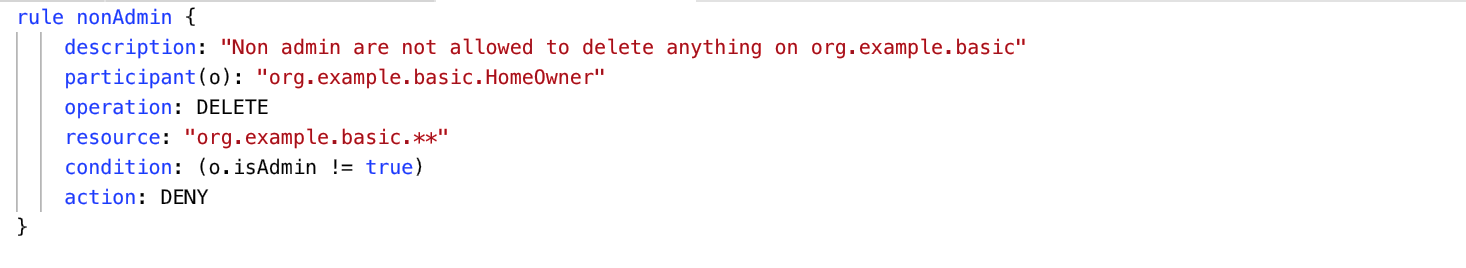 rule nonAdmin {
description: "Non admin are not allowed to delete anything on org.example.basic"
participant(o): "org.example.basic.HomeOwner"
operation: DELETE
resource: "org.example.basic.**"
condition: (o.isAdmin != true)
action: DENY
}